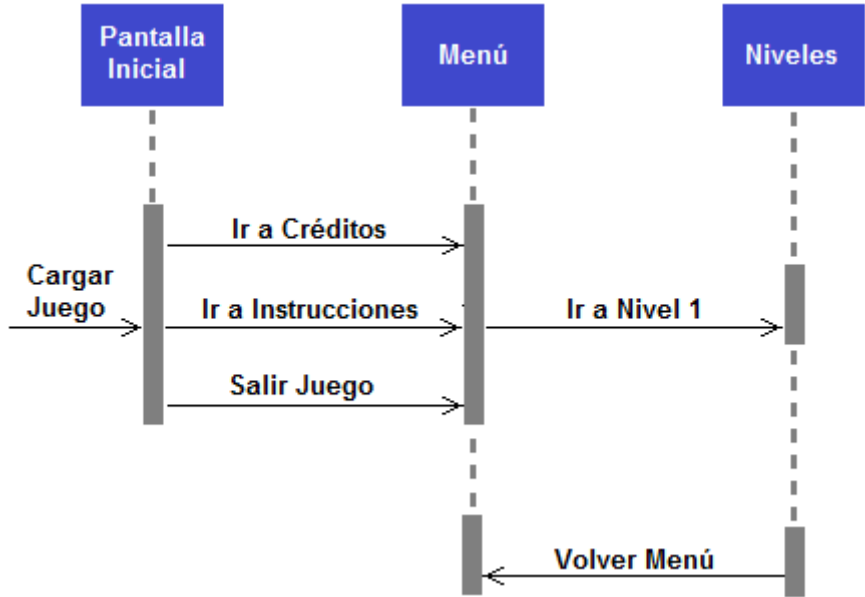 Pantalla
Inicial
Menú
Niveles
Ir a Créditos
Cargar
Juego
Ir a Instrucciones
Ir a Nivel 1
Salir Juego
Volver Menú